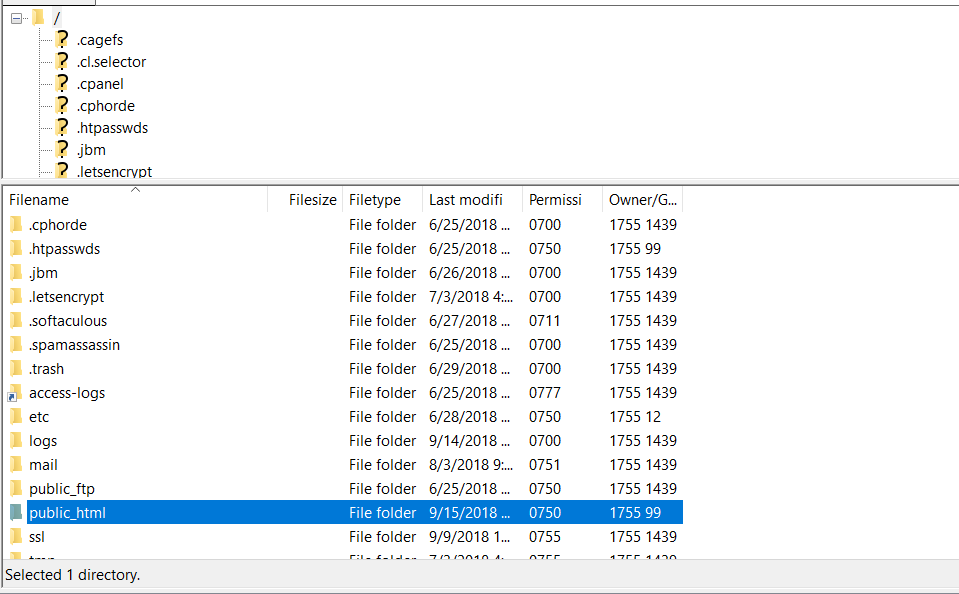 /
.cagefs
.cl.selector
.cpanel
.cphorde
.htpasswds
.jbm
.letsencrypt
Filename Filesize Filetype Last modifi Permissi Owner/G...
.cphorde File folder 6/25/2018 ... 0700 1755 1439
.htpasswds File folder 6/25/2018 ... 0750 1755 99
.jbm File folder 6/26/2018 ... 0700 1755 1439
.letsencrypt File folder 7/3/2018 4:... 0700 1755 1439
.softaculous File folder 6/27/2018 ... 0711 1755 1439
.spamassassin File folder 6/25/2018 ... 0700 1755 1439
.trash File folder 6/29/2018 ... 0700 1755 1439
access-logs File folder 6/25/2018 ... 0777 1755 1439
etc File folder 6/28/2018 ... 0750 1755 12
logs File folder 9/14/2018 ... 0700 1755 1439
mail File folder 8/3/2018 9:... 0751 1755 1439
public_ftp File folder 6/25/2018 ... 0750 1755 1439
public_html File folder 9/15/2018 ... 0750 1755 99
ssl File folder 9/9/2018 1... 0755 1755 1439
Selected 1 directory.